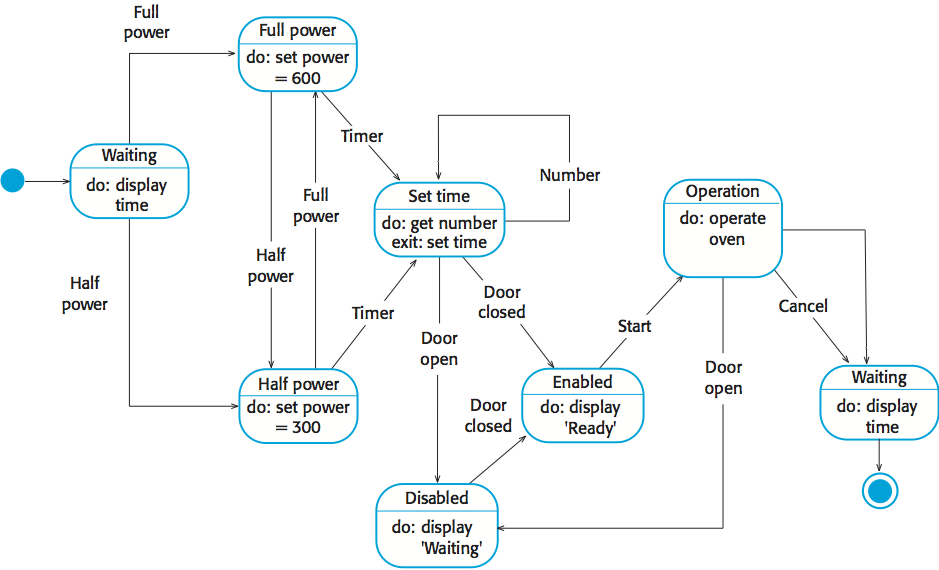 Full
power
Full power
do: set power
= 600
Timer
Waiting
do: display
time
Full
power
Half
power
Half
power
Set time
do: get number
exit: set time
Number
Operation
do: operate
oven
Timer
Door
closed
Door
open
Start
Cancel
Door
open
Half power
do: set power
= 300
Enabled
do: display
'Ready'
Door
closed
Waiting
do: display
time
Disabled
do: display
'Waiting'